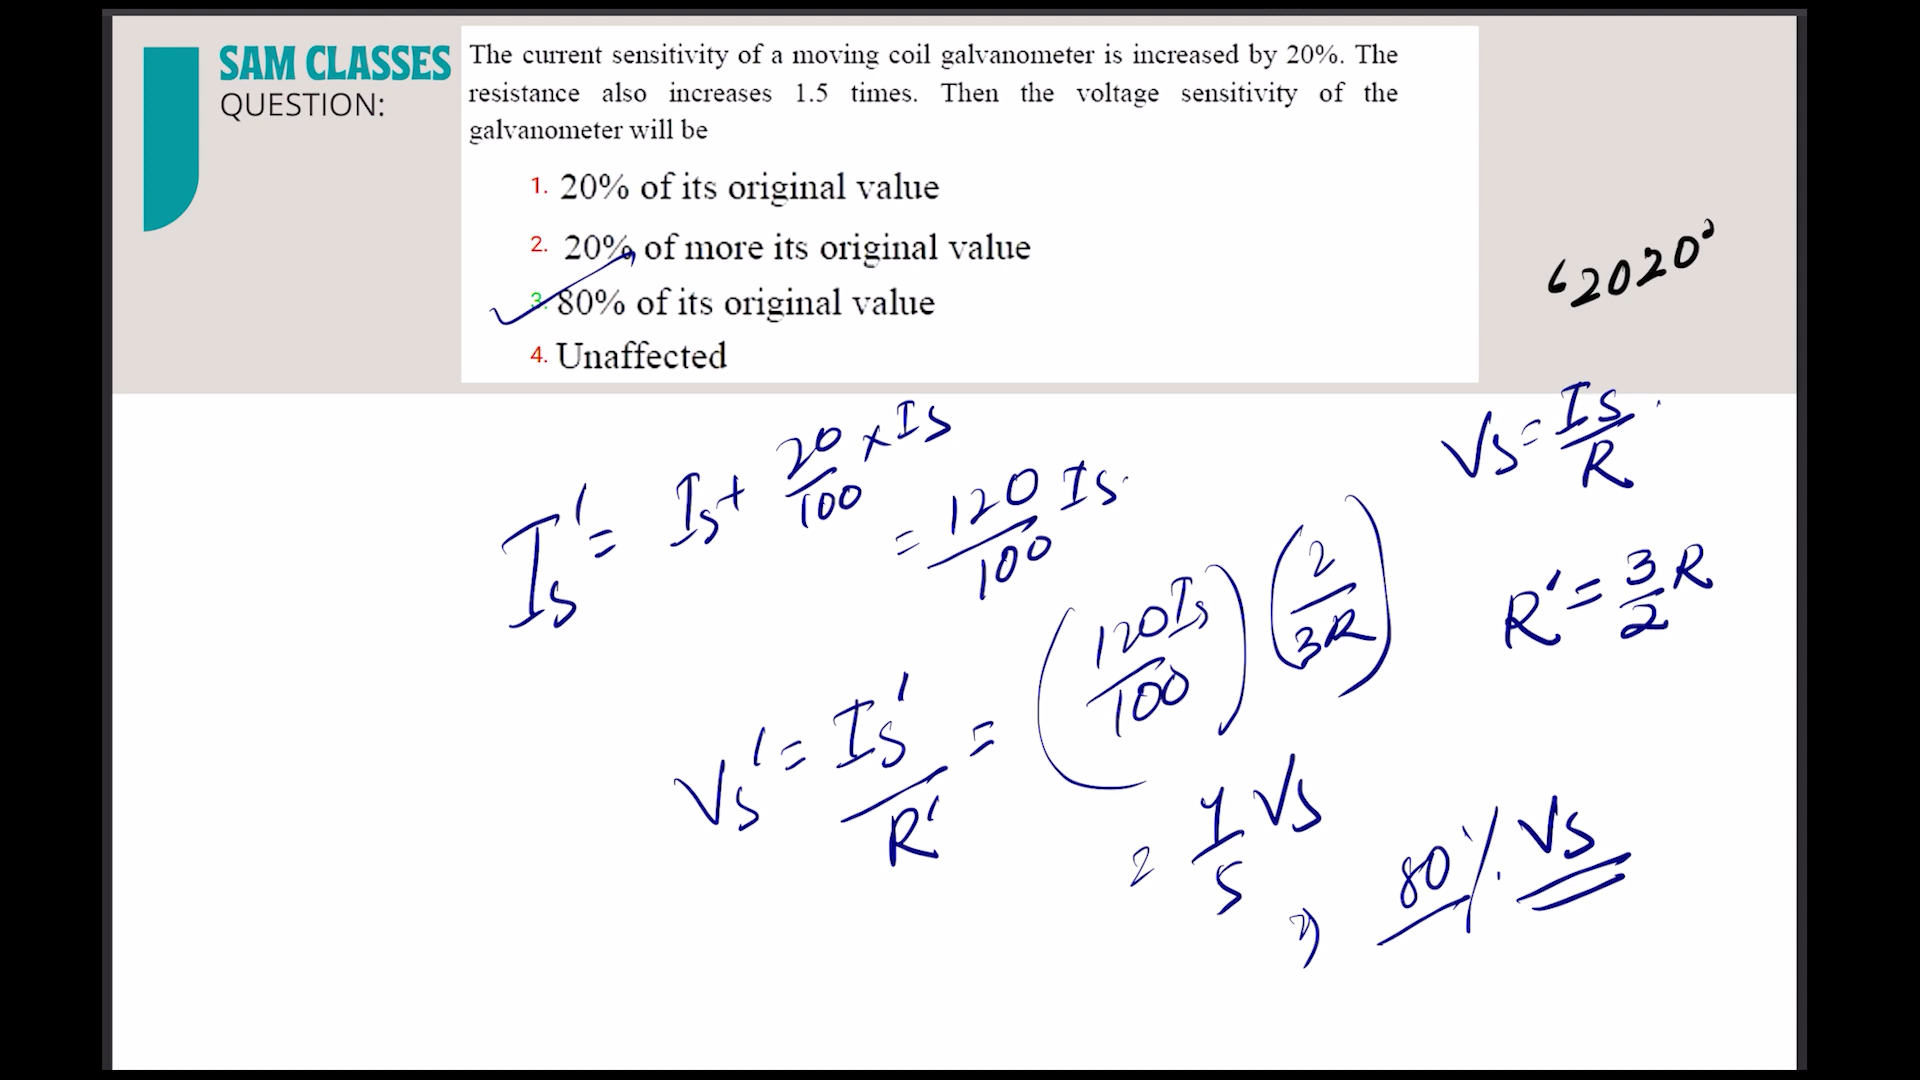 SAM CLASSES
QUESTION:
The current sensitivity of a moving coil galvanometer is increased by 20%. The
resistance also increases 1.5 times. Then the voltage sensitivity of the
galvanometer will be
1. 20% of its original value
2. 20% of more its original value
3. 80% of its original value
4. Unaffected
‘2020’
Vs = Is/R
Is' = Is + 20/100 × Is
= 120/100 Is
R' = 3/2 R
Vs' = Is'/R' = (120Is/100) (2/3R)
= 4/5 Vs
⇒ 80% Vs